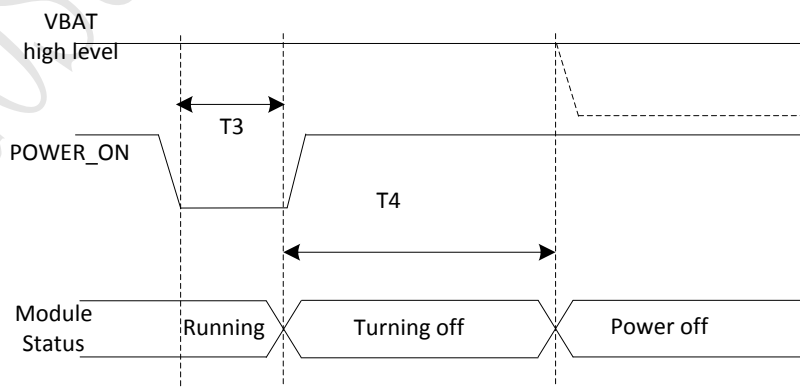 VBAT
high level
T3
POWER_ON
T4
Module
Status
Running
Turning off
Power off